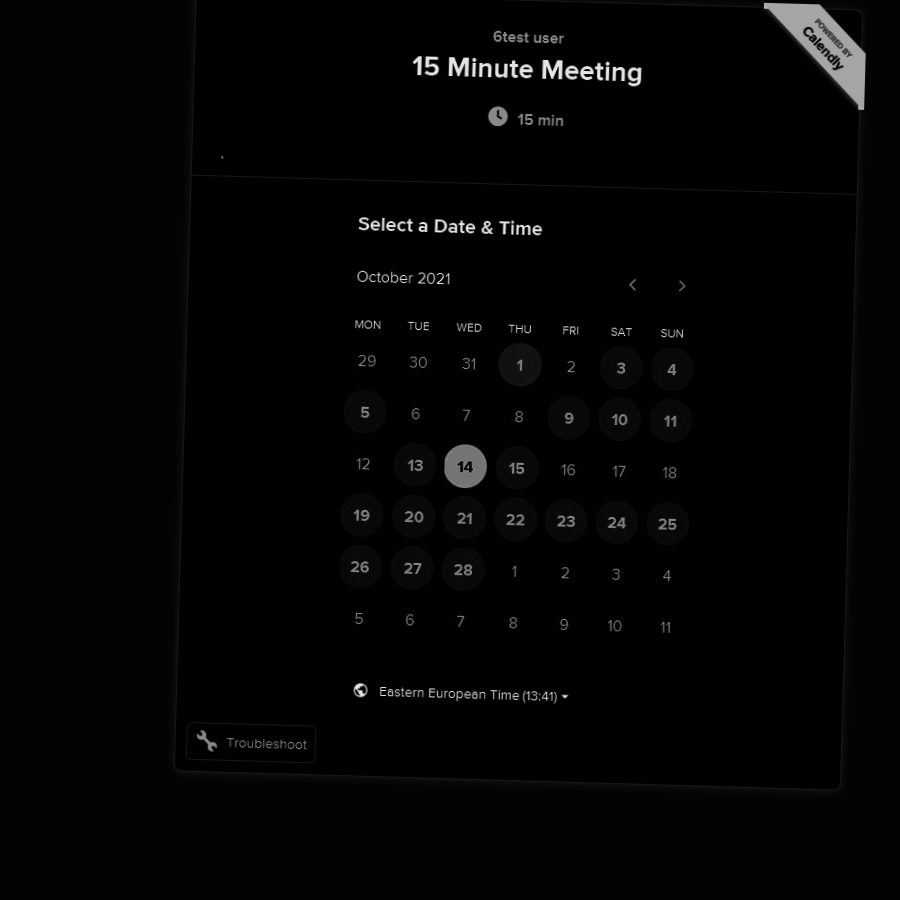 6test user
15 Minute Meeting
15 min
POWERED BY
Calendly
Select a Date & Time
October 2021
MON TUE WED THU FRI SAT SUN
29 30 31 1 2 3 4
5 6 7 8 9 10 11
12 13 14 15 16 17 18
19 20 21 22 23 24 25
26 27 28 1 2 3 4
5 6 7 8 9 10 11
Eastern European Time (13:41)
Troubleshoot